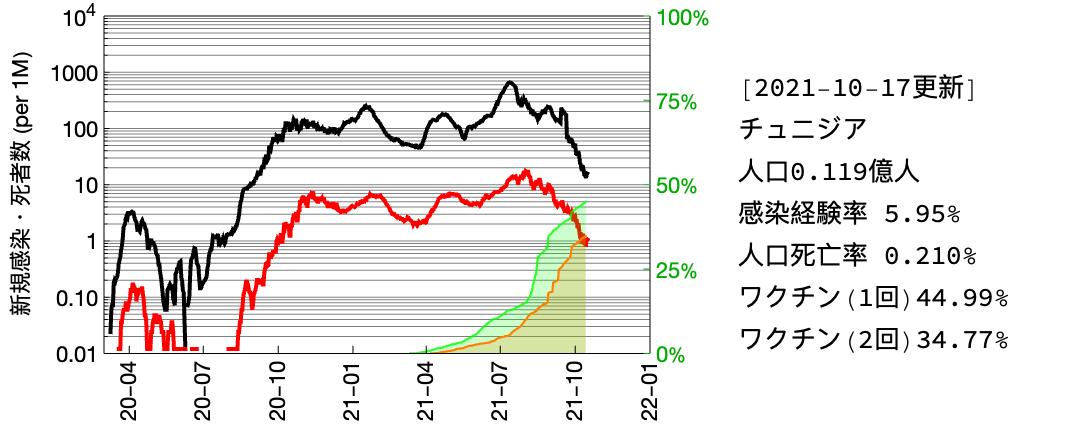 10^4
1000
100
10
1
0.10
0.01
新規感染・死者数 (per 1M)
100%
75%
50%
25%
0%
20-04
20-07
20-10
21-01
21-04
21-07
21-10
22-01
[2021-10-17更新]
チュニジア
人口0.119億人
感染経験率 5.95%
人口死亡率 0.210%
ワクチン(1回)44.99%
ワクチン(2回)34.77%